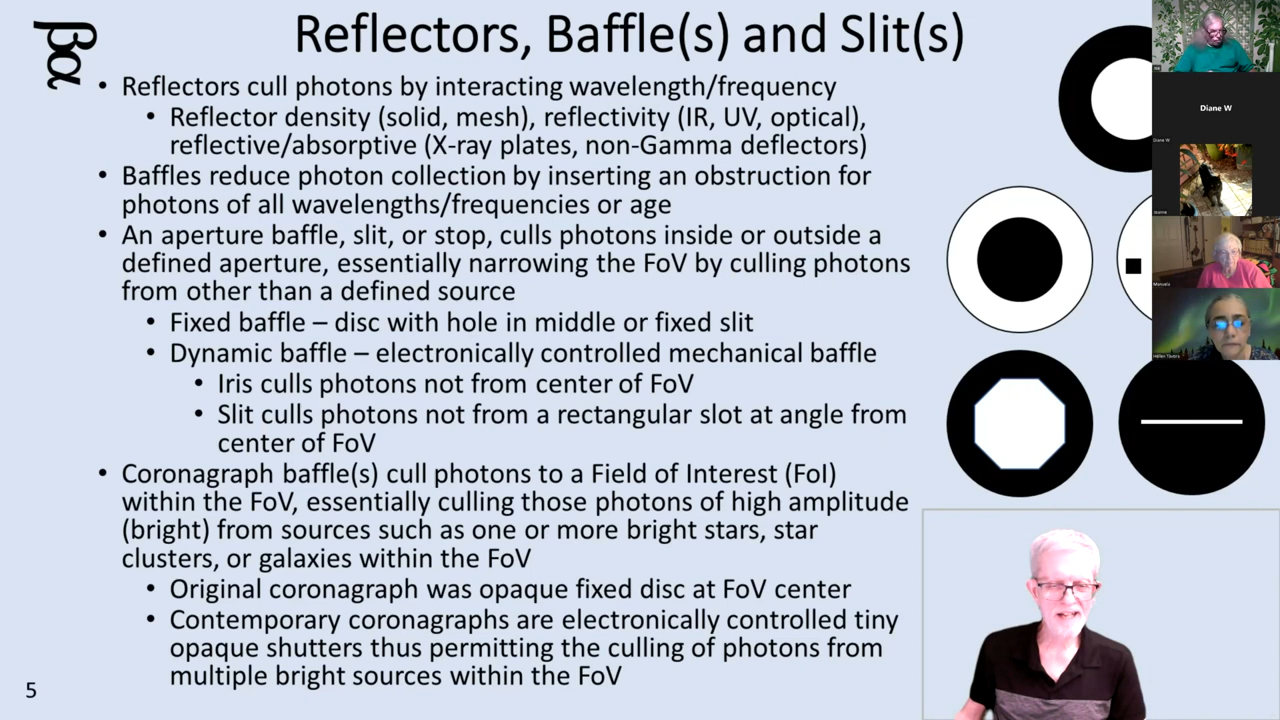 βα
Reflectors, Baffle(s) and Slit(s)
• Reflectors cull photons by interacting wavelength/frequency
• Reflector density (solid, mesh), reflectivity (IR, UV, optical),
reflective/absorptive (X-ray plates, non-Gamma deflectors)
• Baffles reduce photon collection by inserting an obstruction for
photons of all wavelengths/frequencies or age
• An aperture baffle, slit, or stop, culls photons inside or outside a
defined aperture, essentially narrowing the FoV by culling photons
from other than a defined source
• Fixed baffle – disc with hole in middle or fixed slit
• Dynamic baffle – electronically controlled mechanical baffle
• Iris culls photons not from center of FoV
• Slit culls photons not from a rectangular slot at angle from
center of FoV
• Coronagraph baffle(s) cull photons to a Field of Interest (FoI)
within the FoV, essentially culling those photons of high amplitude
(bright) from sources such as one or more bright stars, star
clusters, or galaxies within the FoV
• Original coronagraph was opaque fixed disc at FoV center
• Contemporary coronagraphs are electronically controlled tiny
opaque shutters thus permitting the culling of photons from
multiple bright sources within the FoV
5
Diane W
Diane W
Manuela
Helen Tavora